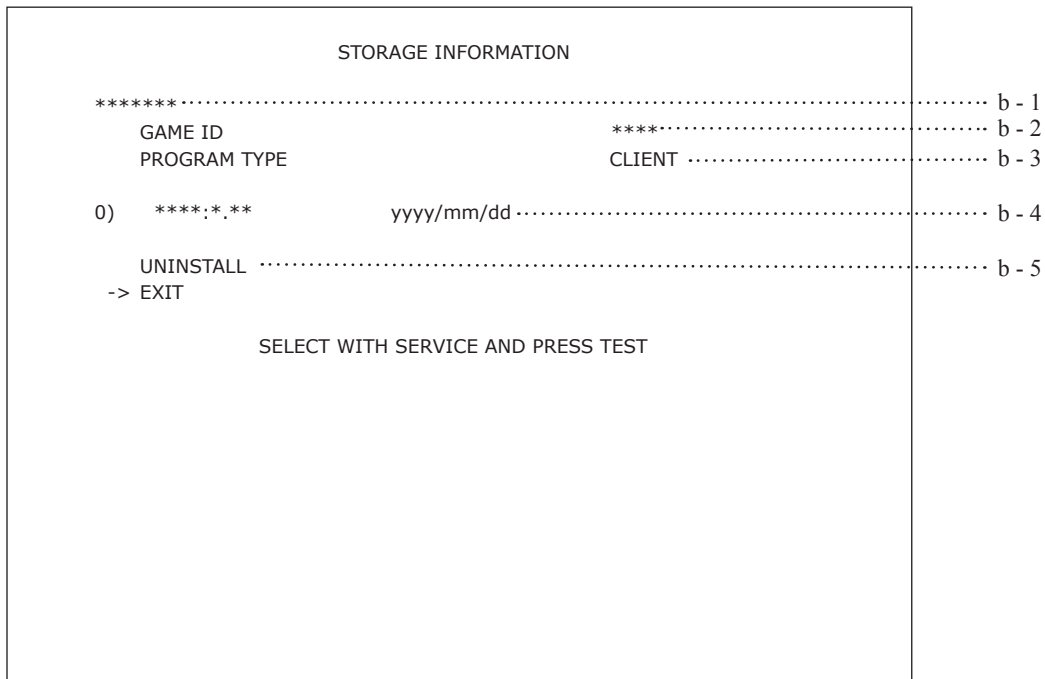 STORAGE INFORMATION
******* b - 1
GAME ID **** b - 2
PROGRAM TYPE CLIENT b - 3
0) ****:*.** yyyy/mm/dd b - 4
UNINSTALL b - 5
-> EXIT
SELECT WITH SERVICE AND PRESS TEST